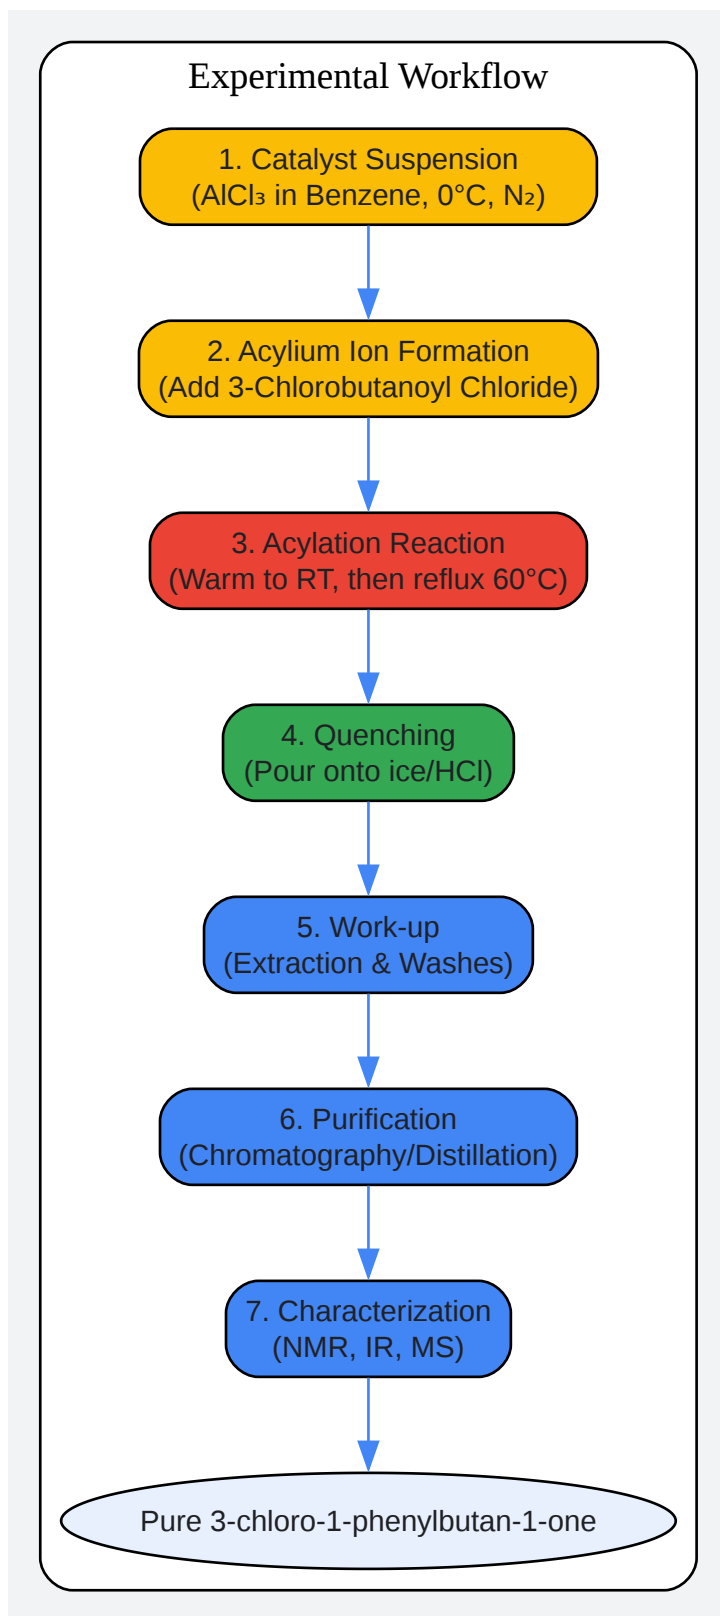 Experimental Workflow
1. Catalyst Suspension
(AlCl₃ in Benzene, 0°C, N₂)
2. Acylium Ion Formation
(Add 3-Chlorobutanoyl Chloride)
3. Acylation Reaction
(Warm to RT, then reflux 60°C)
4. Quenching
(Pour onto ice/HCl)
5. Work-up
(Extraction & Washes)
6. Purification
(Chromatography/Distillation)
7. Characterization
(NMR, IR, MS)
Pure 3-chloro-1-phenylbutan-1-one